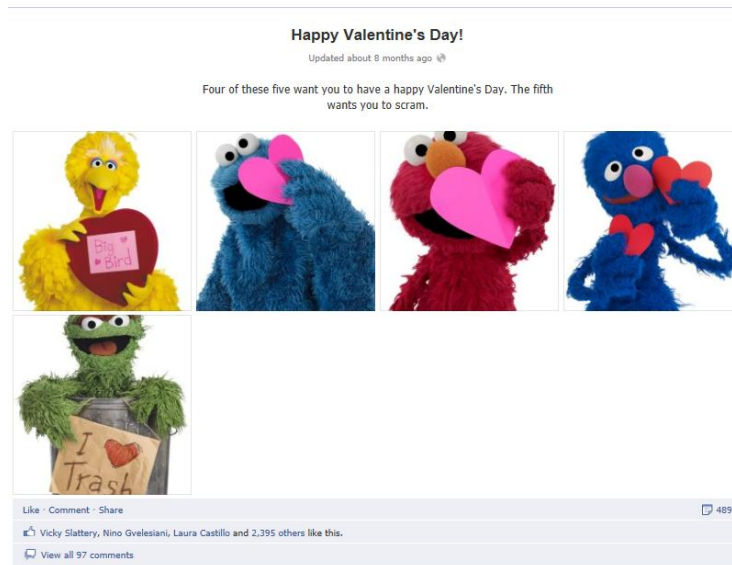 Happy Valentine's Day!
Updated about 8 months ago
Four of these five want you to have a happy Valentine's Day. The fifth
wants you to scram.
Big
Bird
I
Trash
Like · Comment · Share
489
Vicky Slattery, Nino Gvelesiani, Laura Castillo and 2,395 others like this.
View all 97 comments